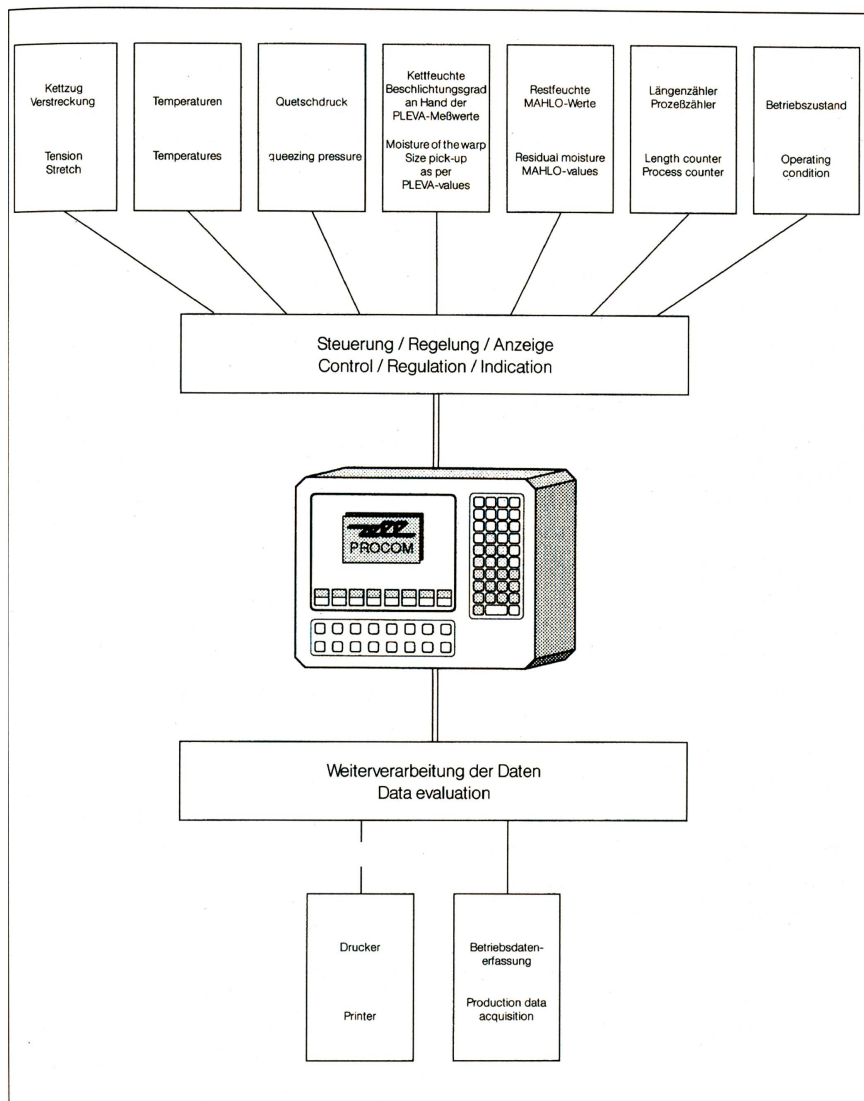 Kettzug
Verstreckung
Tension
Stretch
Temperaturen
Temperatures
Quetschdruck
queezing pressure
Kettfeuchte
Beschlichtungsgrad
an Hand der
PLEVA-Meßwerte
Moisture of the warp
Size pick-up
as per
PLEVA-values
Restfeuchte
MAHLO-Werte
Residual moisture
MAHLO-values
Längenzähler
Prozeßzähler
Length counter
Process counter
Betriebszustand
Operating
condition
Steuerung / Regelung / Anzeige
Control / Regulation / Indication
PROCOM
Weiterverarbeitung der Daten
Data evaluation
Drucker
Printer
Betriebsdaten-
erfassung
Production data
acquisition